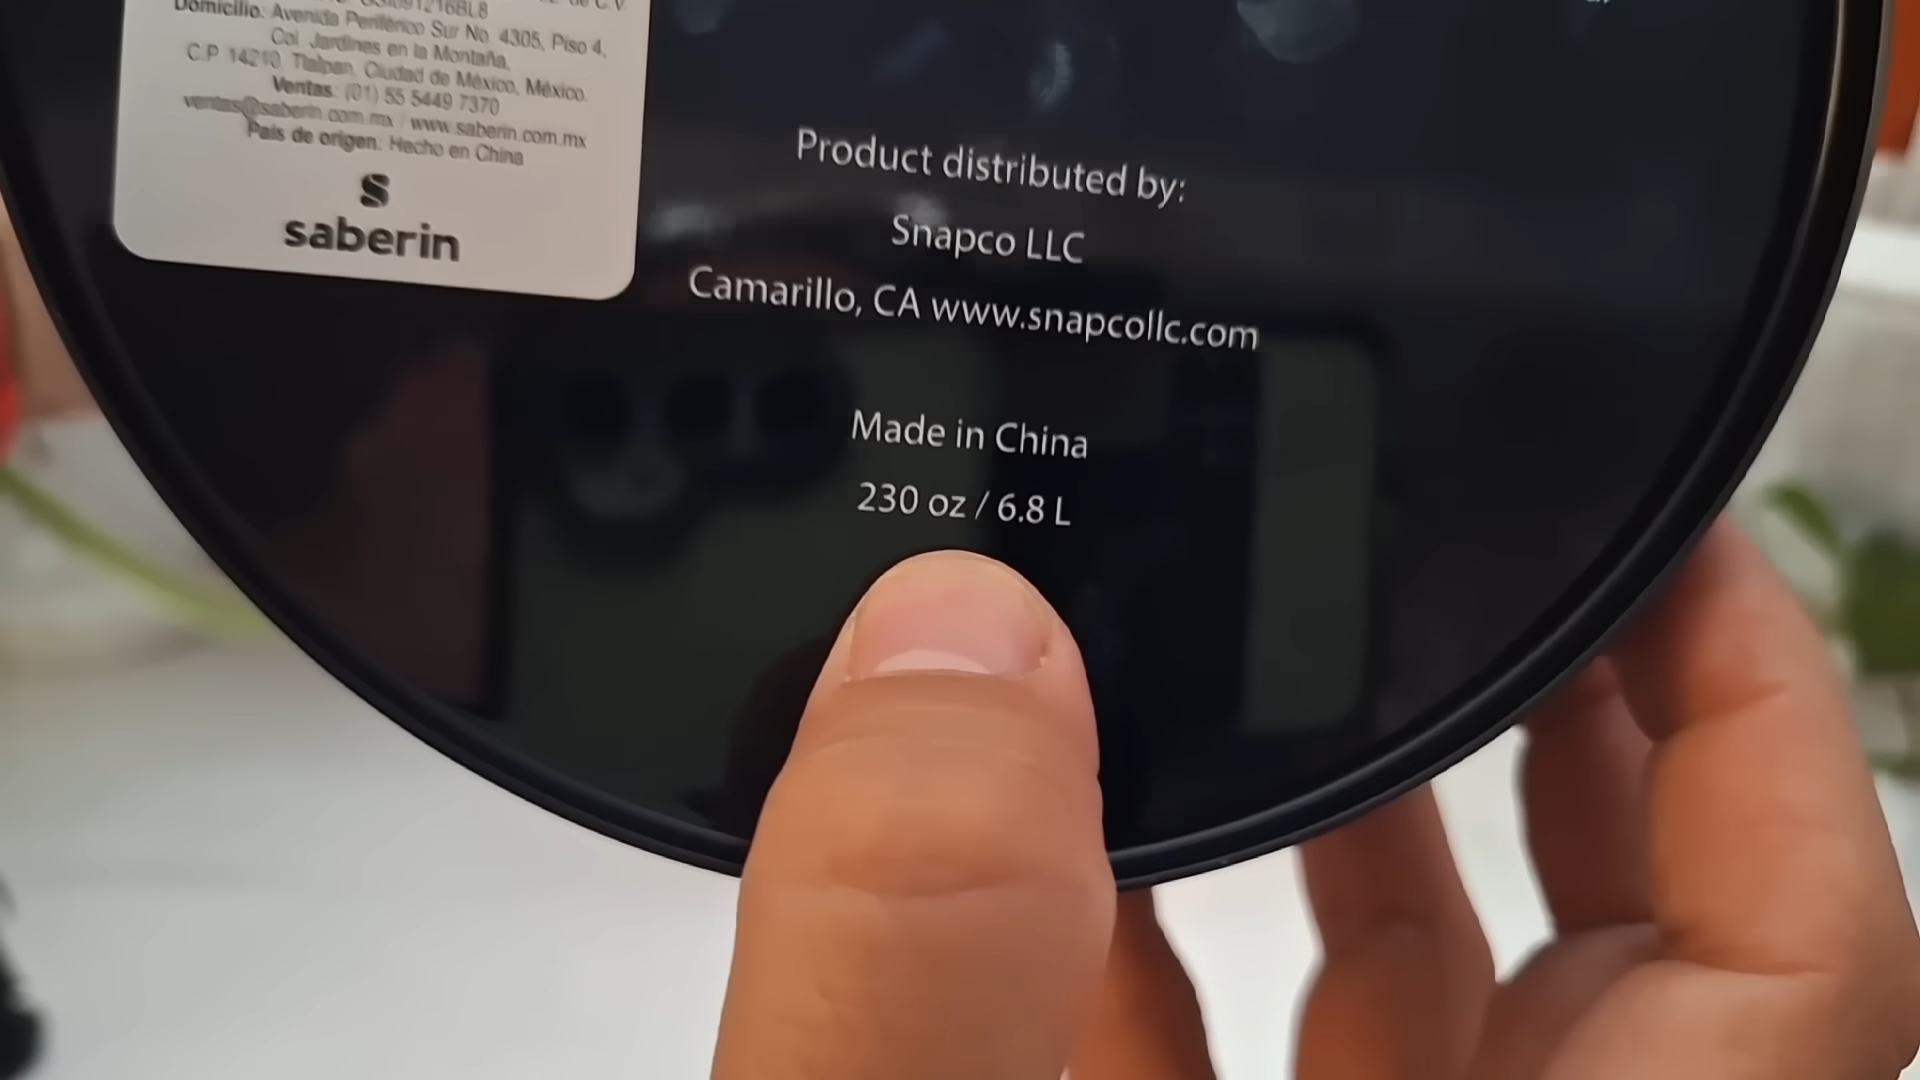 C.V.
Domicilio: Avenida Periférico Sur No. 4305, Piso 4,
Col. Jardines en la Montaña,
C.P. 14210, Tlalpan, Ciudad de México, México.
Ventas: (01) 55 5449 7370
ventas@saberin.com.mx / www.saberin.com.mx
País de origen: Hecho en China
S
saberin
Product distributed by:
Snapco LLC
Camarillo, CA www.snapcollc.com
Made in China
230 oz / 6.8 L